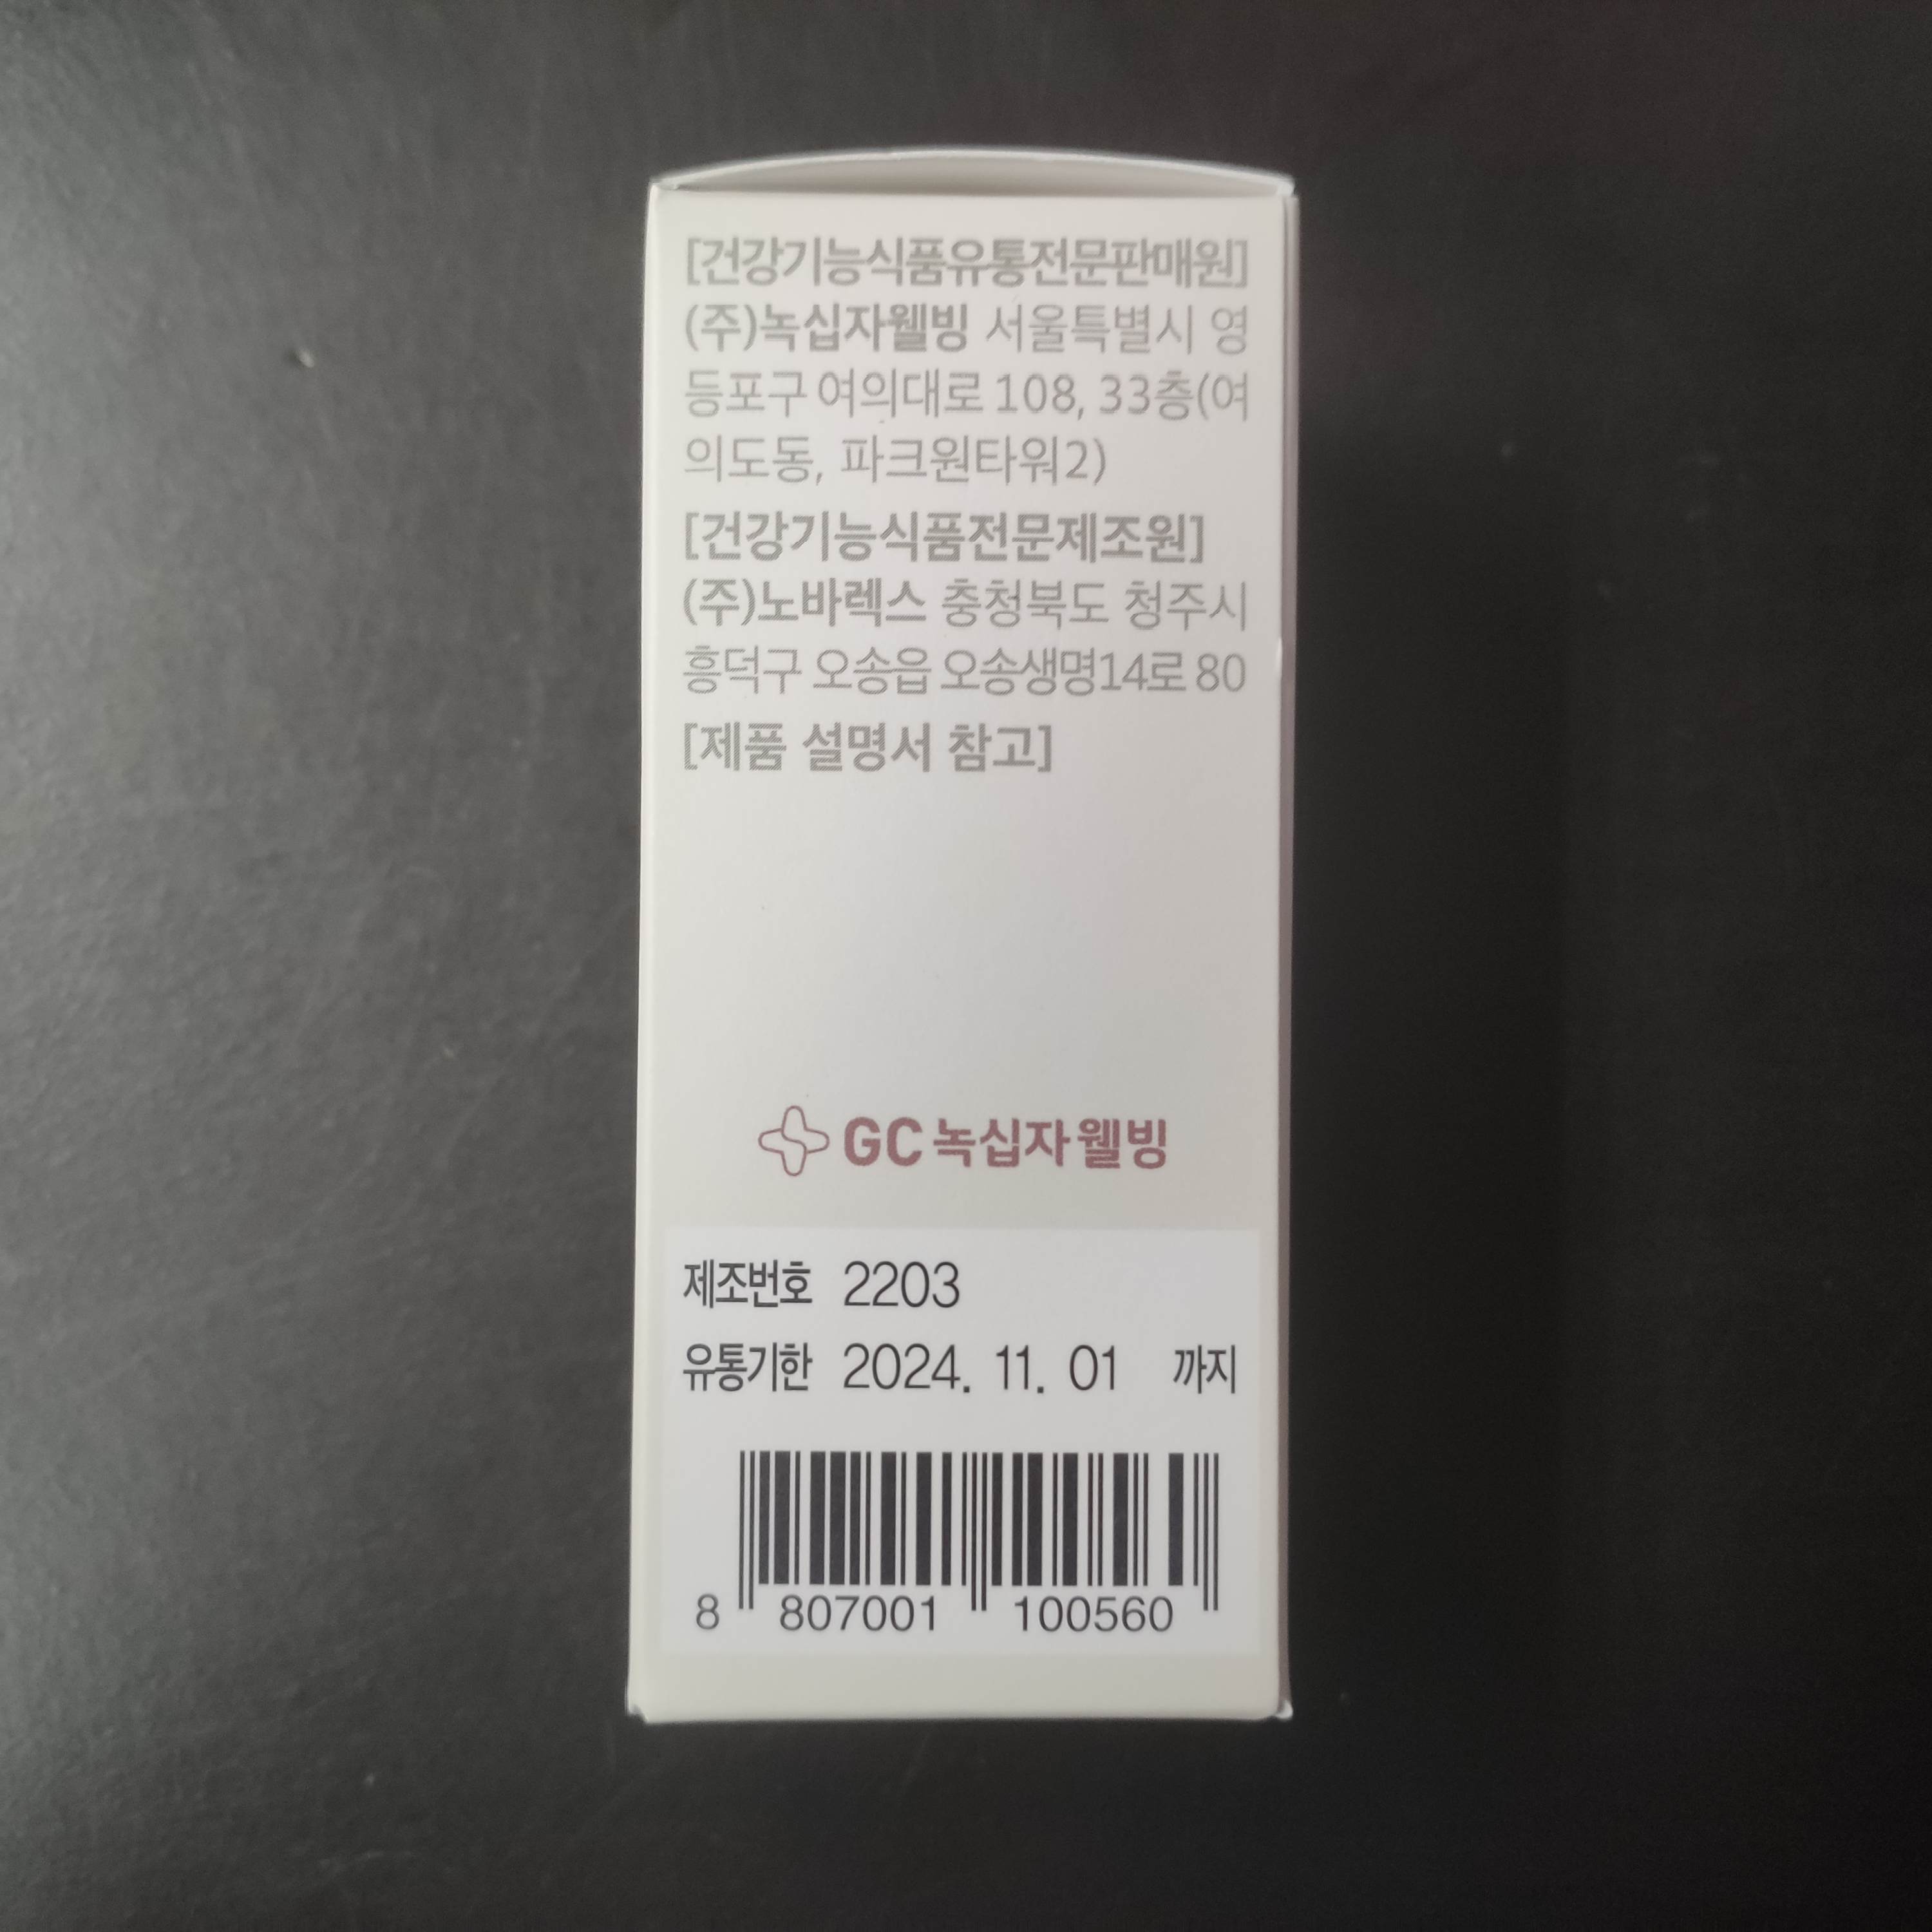 [건강기능식품유통전문판매원]
(주)녹십자웰빙 서울특별시 영
등포구 여의대로 108, 33층(여
의도동, 파크원타워2)
[건강기능식품전문제조원]
(주)노바렉스 충청북도 청주시
흥덕구 오송읍 오송생명14로 80
[제품 설명서 참고]
GC 녹십자웰빙
제조번호 2203
유통기한 2024. 11. 01 까지
8 807001 100560